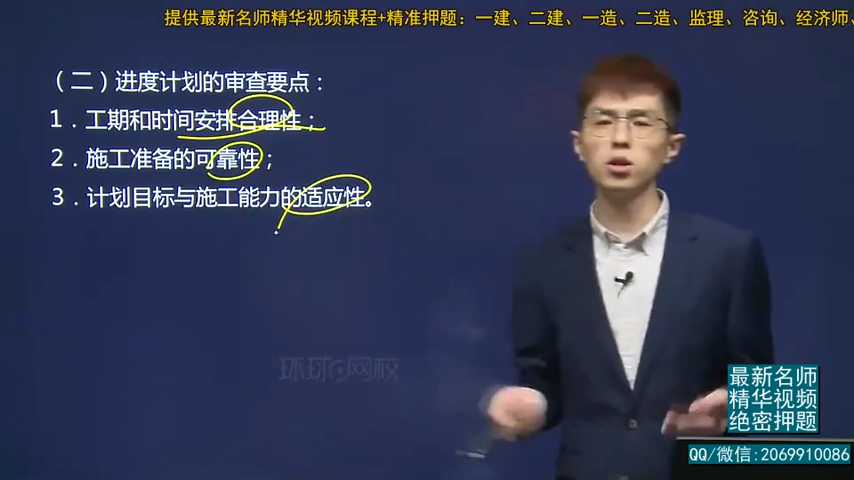 提供最新名师精华视频课程+精准押题：一建、二建、一造、二造、监理、咨询、经济师、
（二）进度计划的审查要点：
1．工期和时间安排合理性；
2．施工准备的可靠性；
3．计划目标与施工能力的适应性。
环球网校
最新名师
精华视频
绝密押题
QQ/微信:2069910086